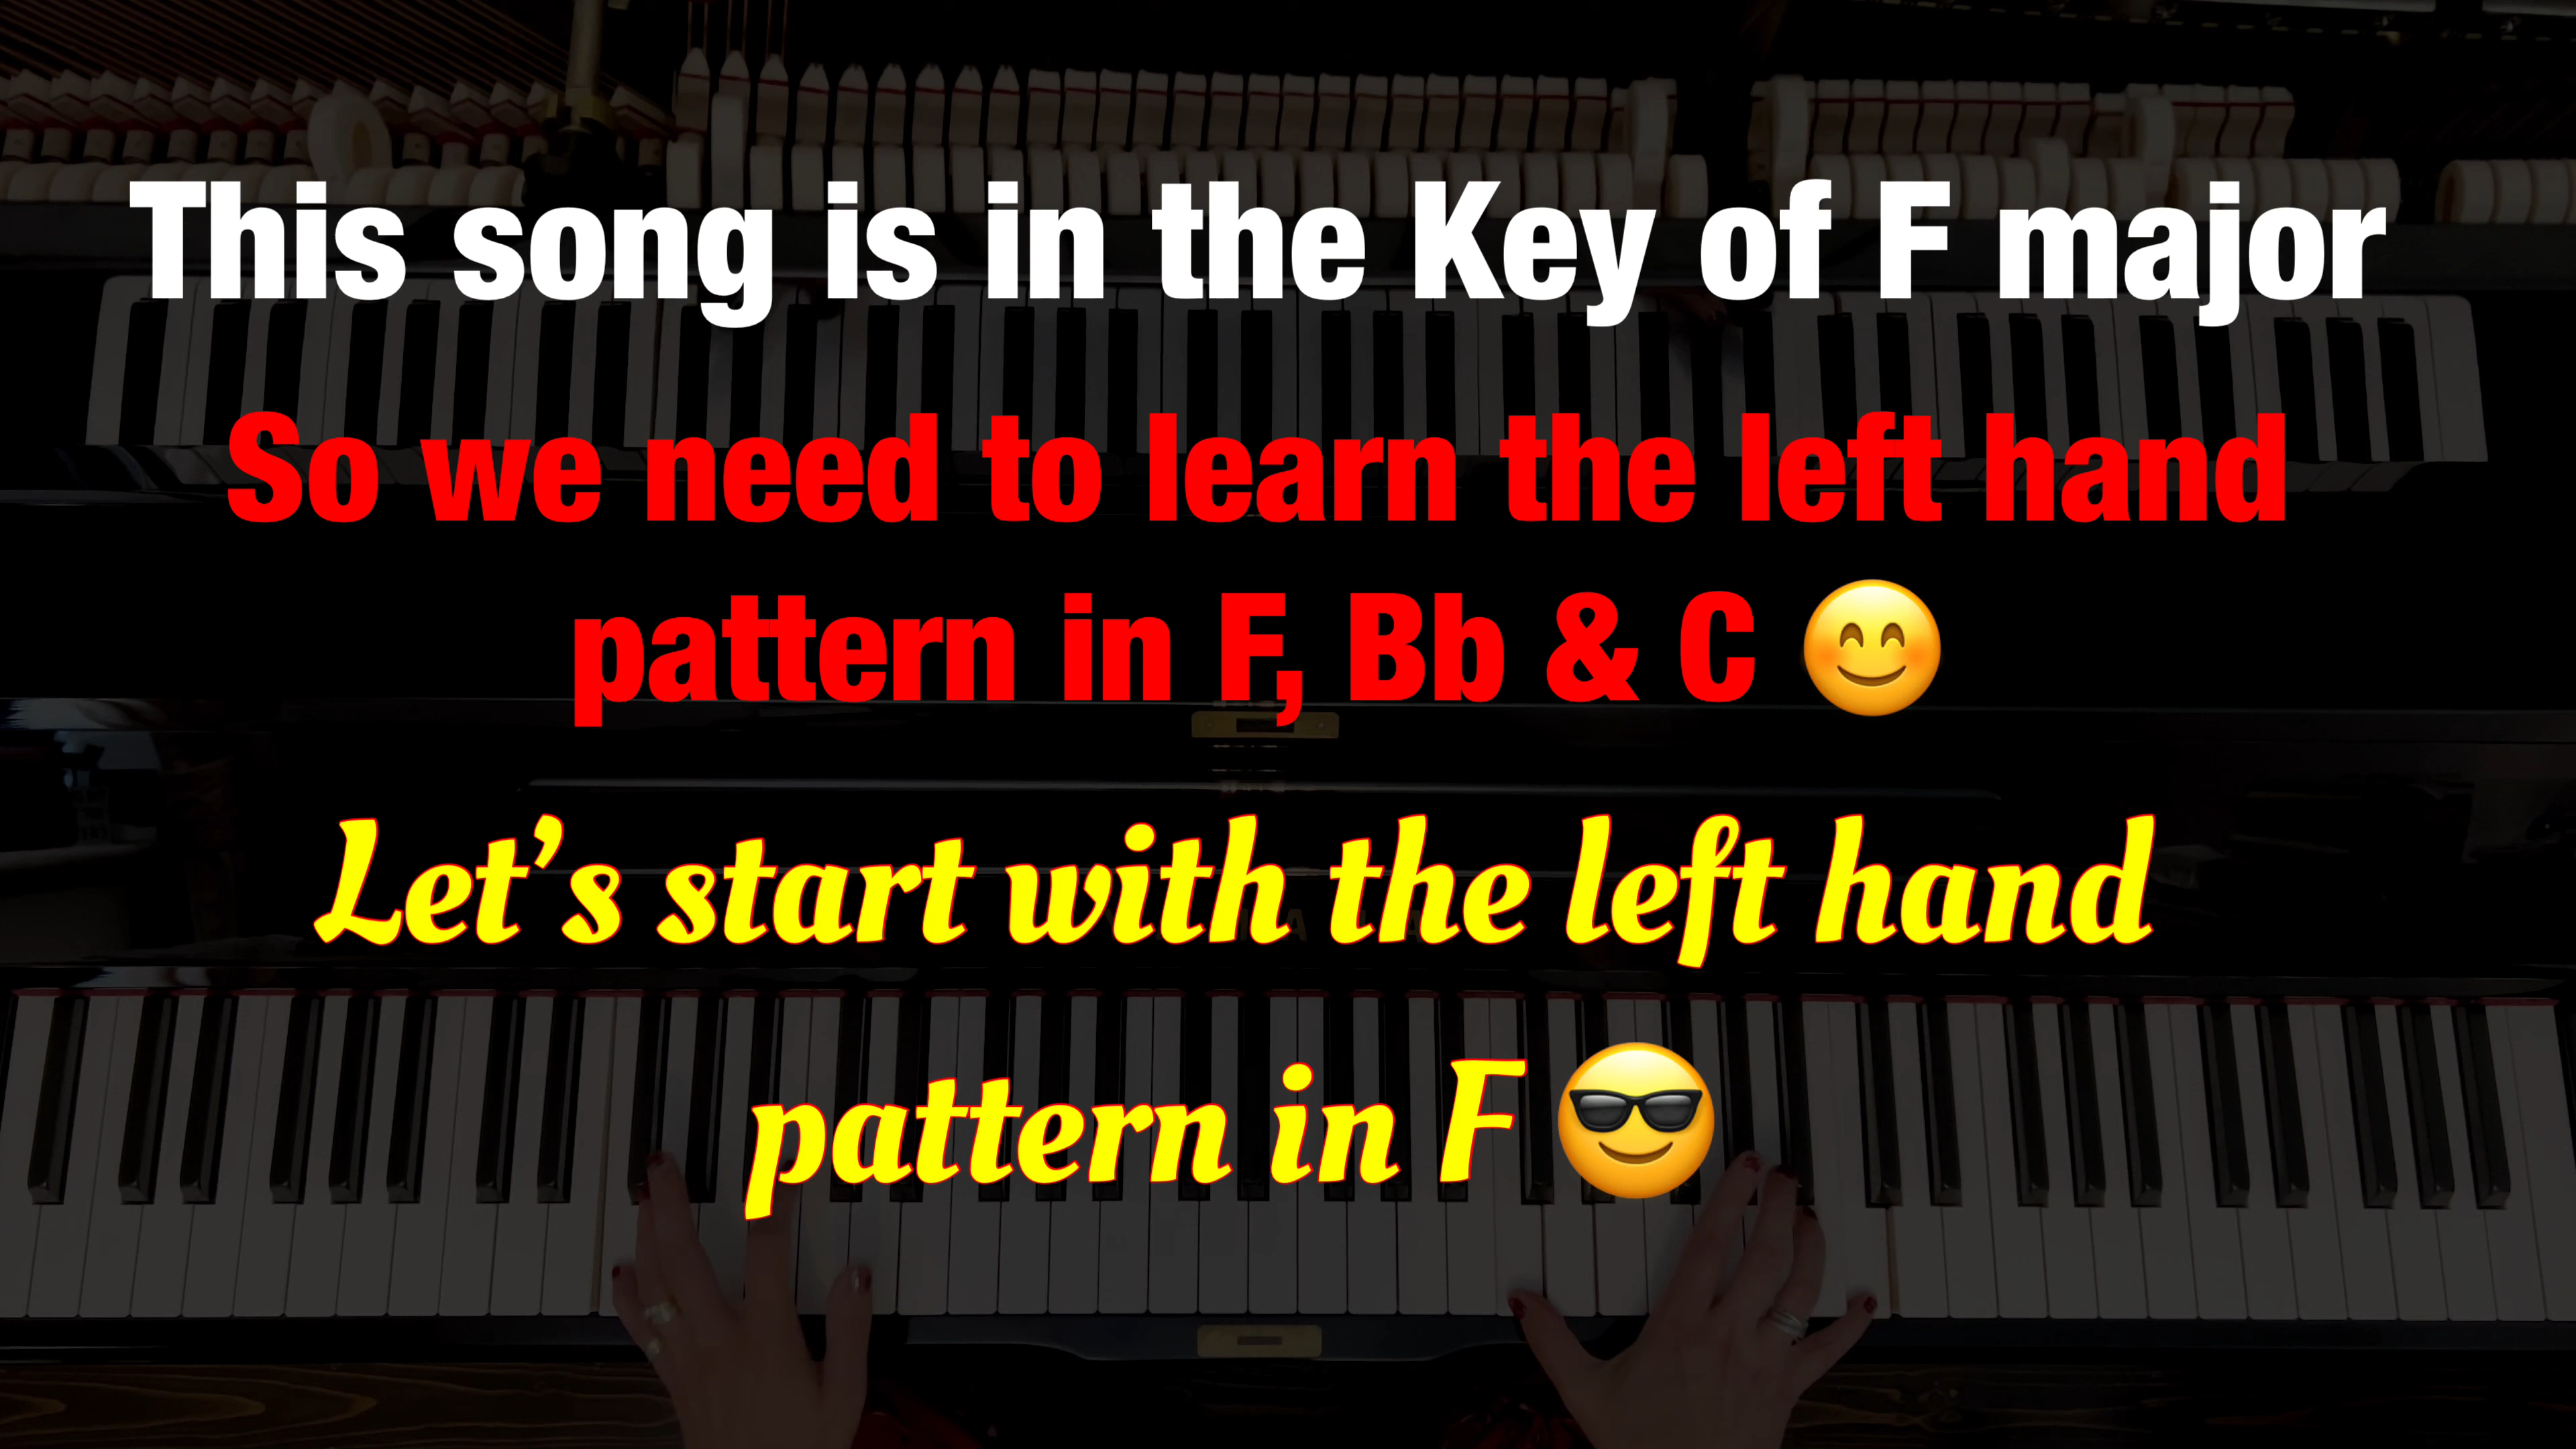 This song is in the Key of F major
So we need to learn the left hand
pattern in F, Bb & C 😊
Let's start with the left hand
pattern in F 😎